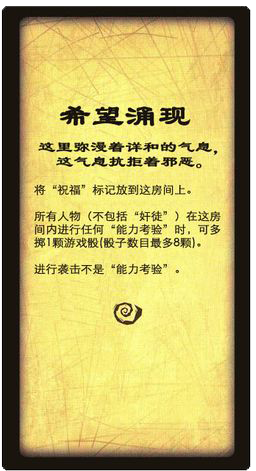 希望涌现
这里弥漫着详和的气息，
这气息抗拒着邪恶。
将“祝福”标记放到这房间上。
所有人物（不包括“奸徒”）在这房
间内进行任何“能力考验”时，可多
掷1颗游戏骰(骰子数目最多8颗)。
进行袭击不是“能力考验”。